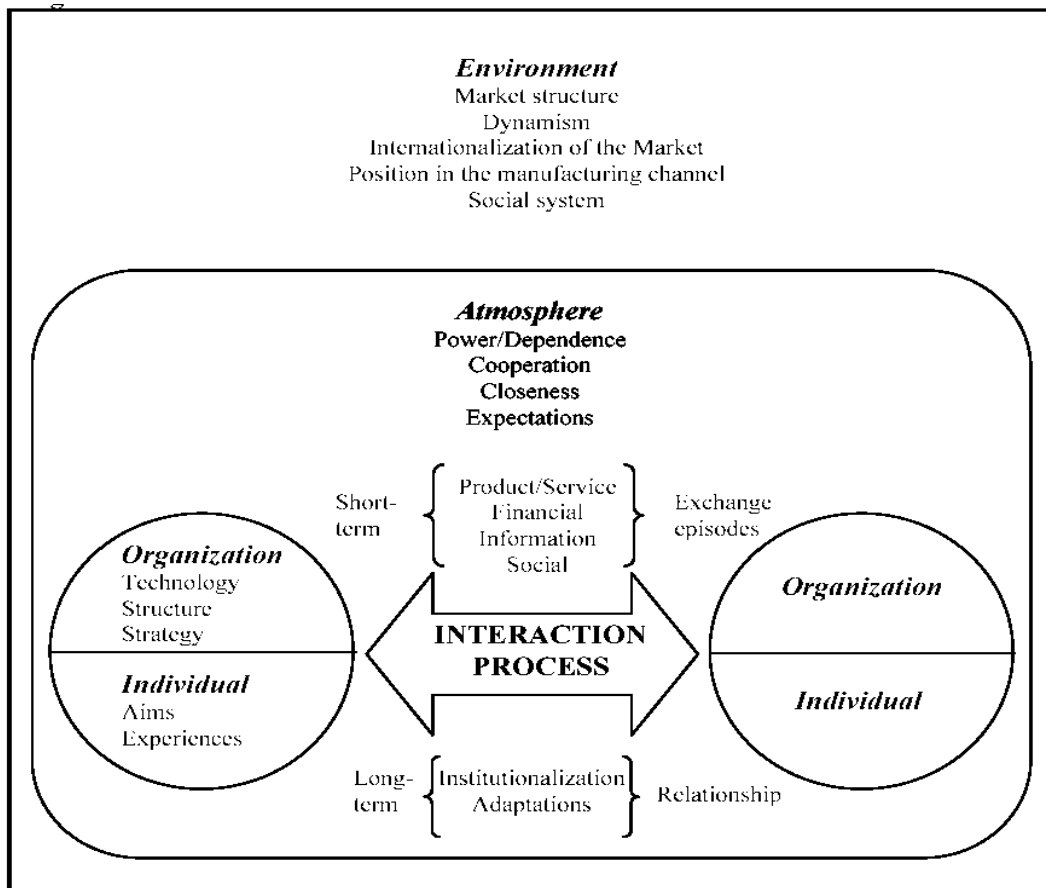 Environment
Market structure
Dynamism
Internationalization of the Market
Position in the manufacturing channel
Social system
Atmosphere
Power/Dependence
Cooperation
Closeness
Expectations
Short-
term
Product/Service
Financial
Information
Social
Exchange
episodes
Organization
Technology
Structure
Strategy
Individual
Aims
Experiences
INTERACTION
PROCESS
Organization
Individual
Long-
term
Institutionalization
Adaptations
Relationship